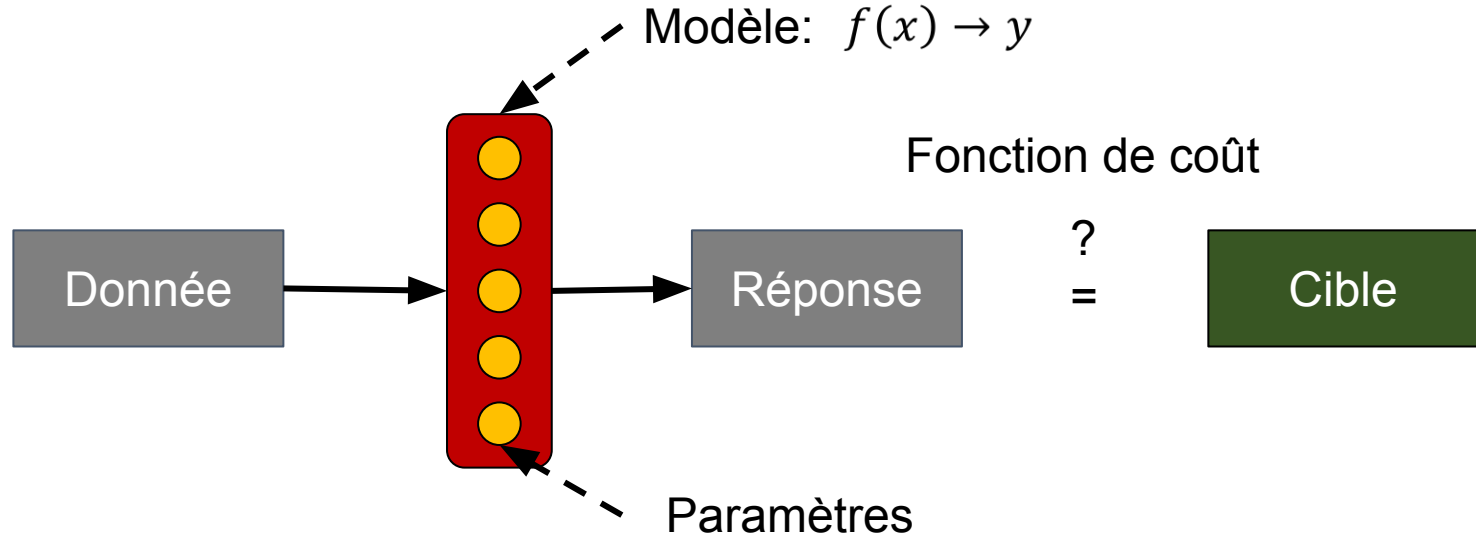 Modèle: f(x) → y
Fonction de coût
Donnée
Réponse
?
=
Cible
Paramètres